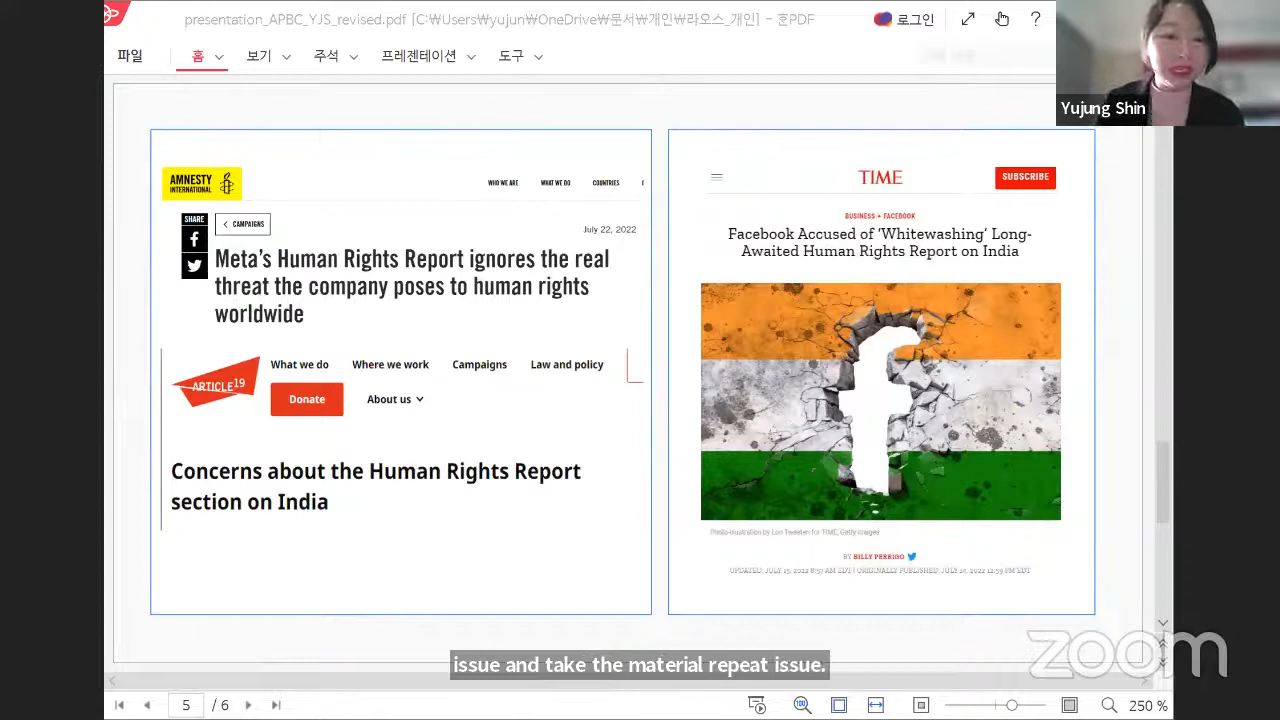 presentation_APBC_YJS_revised.pdf [C:￦Users￦yujun￦OneDrive￦문서￦개인￦라오스_개인] - 훈PDF
로그인
?
파일
홈
보기
주석
프레젠테이션
도구
Yujung Shin
AMNESTY
INTERNATIONAL
WHO WE ARE
WHAT WE DO
COUNTRIES
SHARE
CAMPAIGNS
July 22, 2022
Meta's Human Rights Report ignores the real
threat the company poses to human rights
worldwide
ARTICLE19
What we do
Where we work
Campaigns
Law and policy
Donate
About us
Concerns about the Human Rights Report
section on India
TIME
SUBSCRIBE
BUSINESS • FACEBOOK
Facebook Accused of 'Whitewashing' Long-
Awaited Human Rights Report on India
BY BILLY PERRIGO
issue and take the material repeat issue.
zoom
5 / 6
250 %